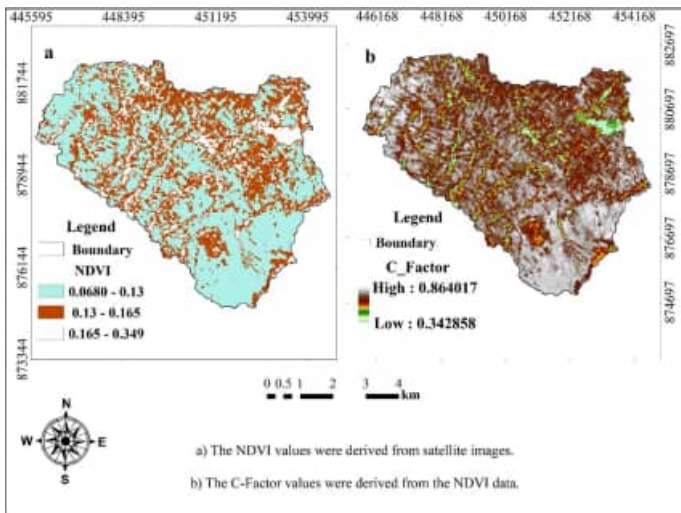 445595 448395 451195 453995
446168 448168 450168 452168 454168
a
b
881744
878944
876144
873344
882697
880697
878697
876697
874697
Legend
Boundary
NDVI
0.0680 - 0.13
0.13 - 0.165
0.165 - 0.349
Legend
Boundary
C_Factor
High : 0.864017
Low : 0.342858
0 0.5 1 2 3 4
km
N
W E
S
a) The NDVI values were derived from satellite images.
b) The C-Factor values were derived from the NDVI data.